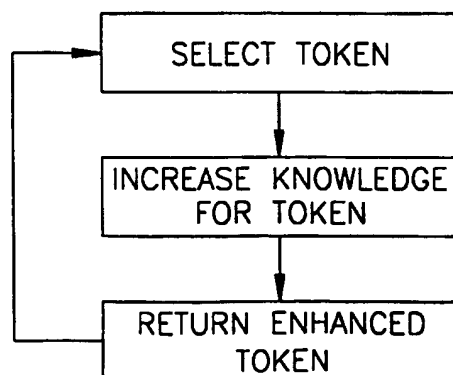 SELECT TOKEN
INCREASE KNOWLEDGE
FOR TOKEN
RETURN ENHANCED
TOKEN